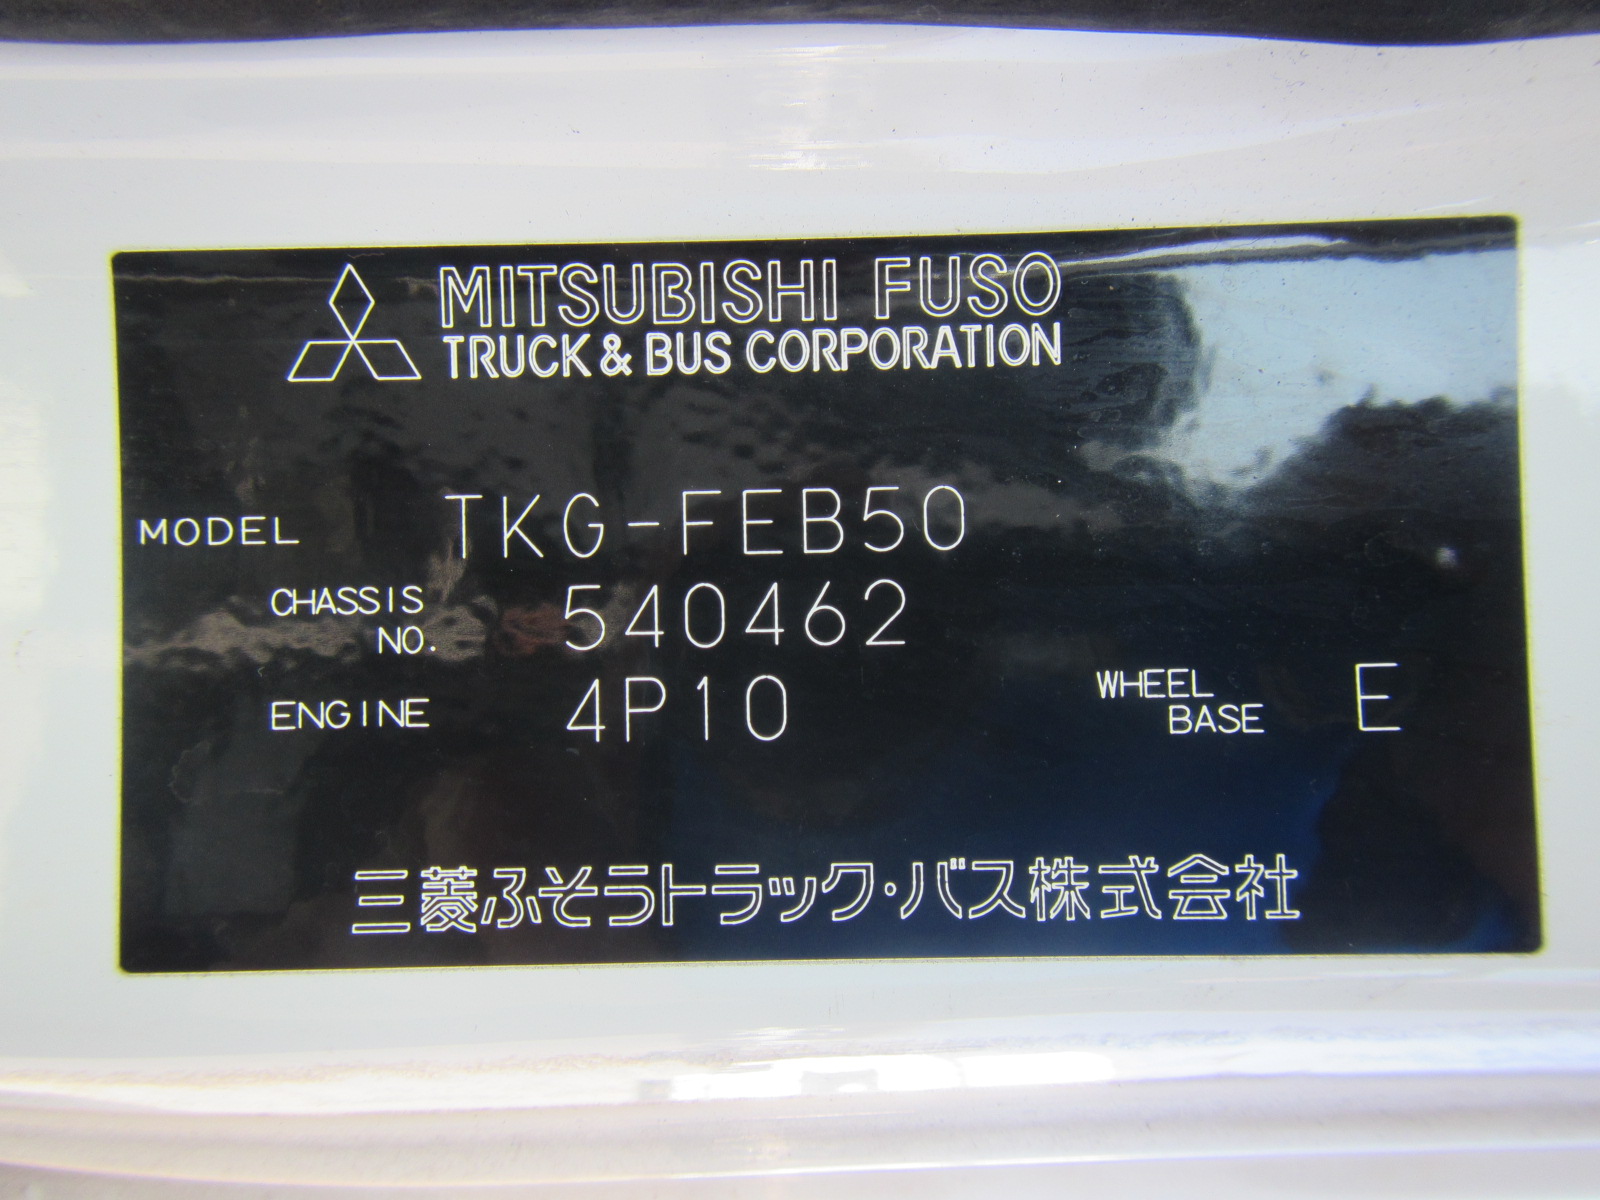 MITSUBISHI FUSO
TRUCK & BUS CORPORATION
MODEL TKG-FEB50
CHASSIS NO. 540462
ENGINE 4P10
WHEEL BASE E
三菱ふそうトラック・バス株式会社